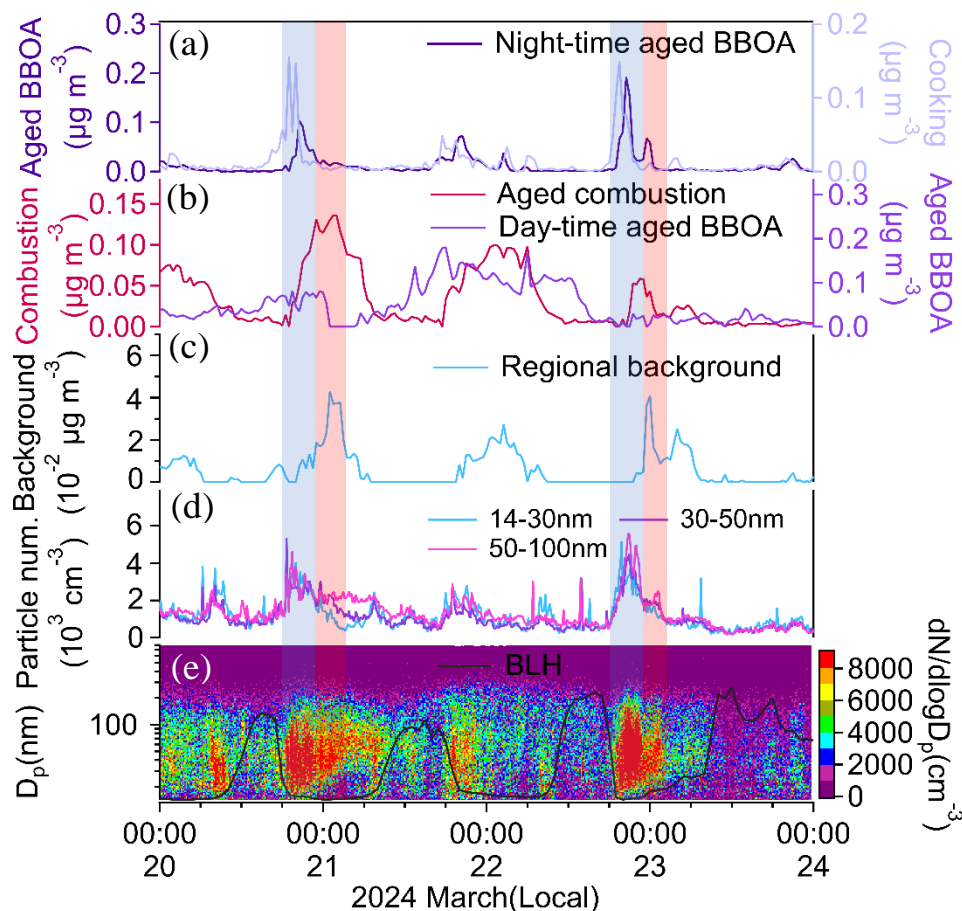 (a)
Night-time aged BBOA
Aged BBOA
(µg m⁻³)
0.3
0.2
0.1
0.0
Cooking
(µg m⁻³)
0.2
0.1
0.0
(b)
Aged combustion
Day-time aged BBOA
Combustion
(µg m⁻³)
0.15
0.10
0.05
0.00
Aged BBOA
(µg m⁻³)
0.3
0.2
0.1
0.0
(c)
Regional background
Background
(10⁻² µg m⁻³)
6
4
2
0
(d)
14-30nm 30-50nm
50-100nm
Particle num.
(10³ cm⁻³)
6
4
2
0
(e)
BLH
Dₚ(nm)
100
dN/dlogDₚ(cm⁻³)
8000
6000
4000
2000
0
00:00 00:00 00:00 00:00 00:00
20 21 22 23 24
2024 March(Local)